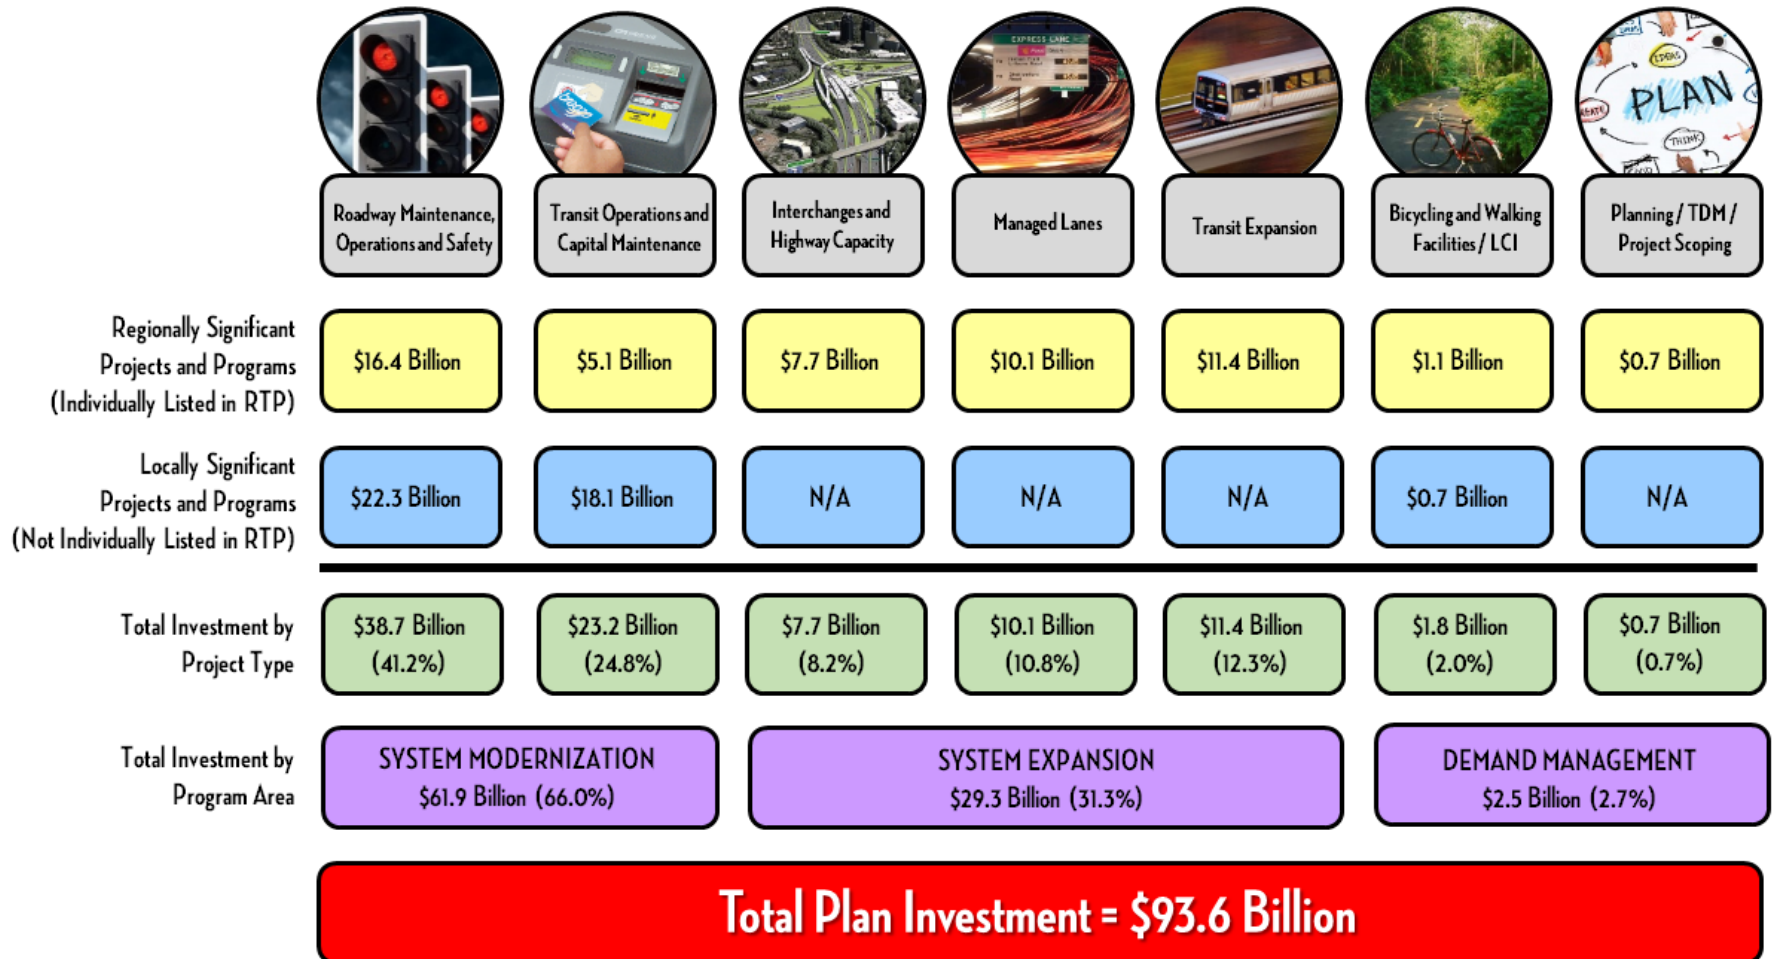 EXPRESS LANE
IDEAS
PLAN
THINK
Roadway Maintenance,
Operations and Safety
Transit Operations and
Capital Maintenance
Interchanges and
Highway Capacity
Managed Lanes
Transit Expansion
Bicycling and Walking
Facilities / LCI
Planning / TDM /
Project Scoping
Regionally Significant
Projects and Programs
(Individually Listed in RTP)
$16.4 Billion
$5.1 Billion
$7.7 Billion
$10.1 Billion
$11.4 Billion
$1.1 Billion
$0.7 Billion
Locally Significant
Projects and Programs
(Not Individually Listed in RTP)
$22.3 Billion
$18.1 Billion
N/A
N/A
N/A
$0.7 Billion
N/A
Total Investment by
Project Type
$38.7 Billion
(41.2%)
$23.2 Billion
(24.8%)
$7.7 Billion
(8.2%)
$10.1 Billion
(10.8%)
$11.4 Billion
(12.3%)
$1.8 Billion
(2.0%)
$0.7 Billion
(0.7%)
Total Investment by
Program Area
SYSTEM MODERNIZATION
$61.9 Billion (66.0%)
SYSTEM EXPANSION
$29.3 Billion (31.3%)
DEMAND MANAGEMENT
$2.5 Billion (2.7%)
Total Plan Investment = $93.6 Billion